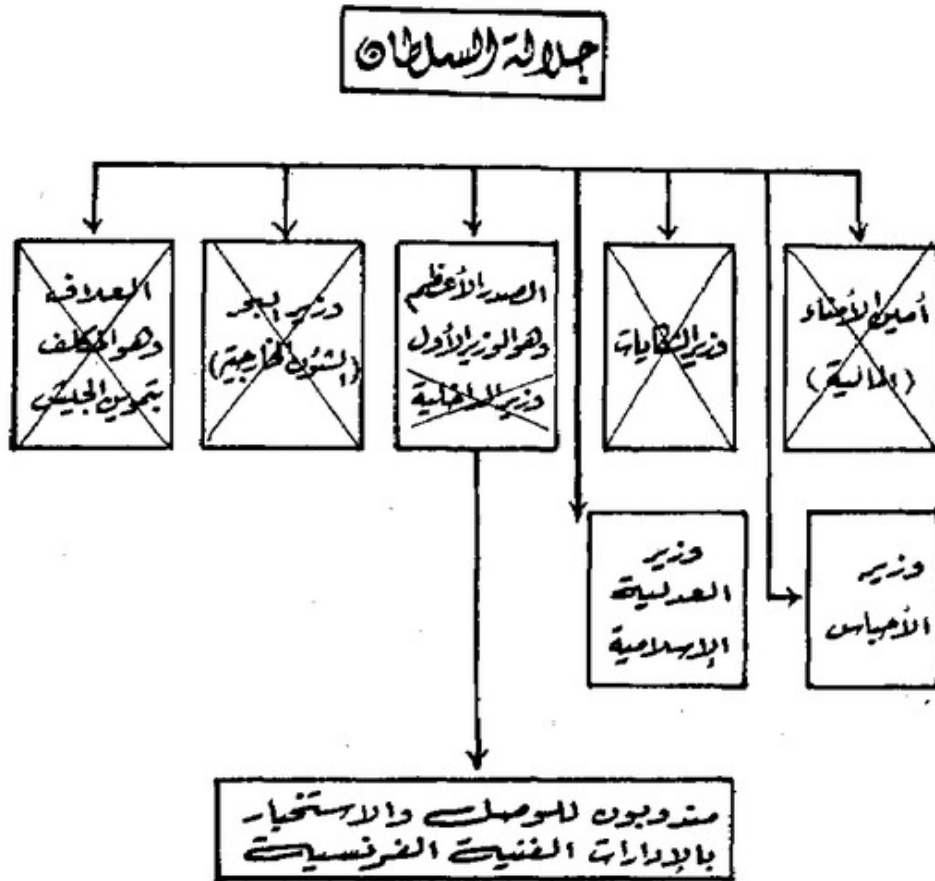 جلالة السلطان
أمين الأمناء
(المالية)
وزير الشكايات
الصدر الأعظم
وهو الوزير الأول
وزير الداخلية
وزير البحر
(الشؤون الخارجية)
العلاف
وهو المكلف
بتموين الجيش
وزير
الأحباس
وزير
العدلية
الإسلامية
مندوبون للوصل والاستخبار
بالإدارات الفنية الفرنسية